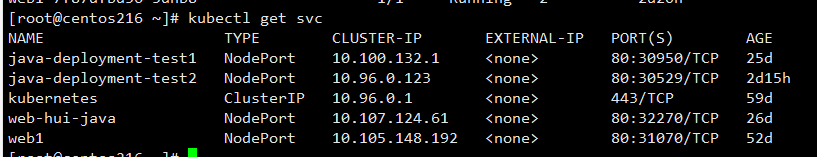 [root@centos216 ~]# kubectl get svc
NAME TYPE CLUSTER-IP EXTERNAL-IP PORT(S) AGE
java-deployment-test1 NodePort 10.100.132.1 <none> 80:30950/TCP 25d
java-deployment-test2 NodePort 10.96.0.123 <none> 80:30529/TCP 2d15h
kubernetes ClusterIP 10.96.0.1 <none> 443/TCP 59d
web-hui-java NodePort 10.107.124.61 <none> 80:32270/TCP 26d
web1 NodePort 10.105.148.192 <none> 80:31070/TCP 52d
[root@centos216 ~]#